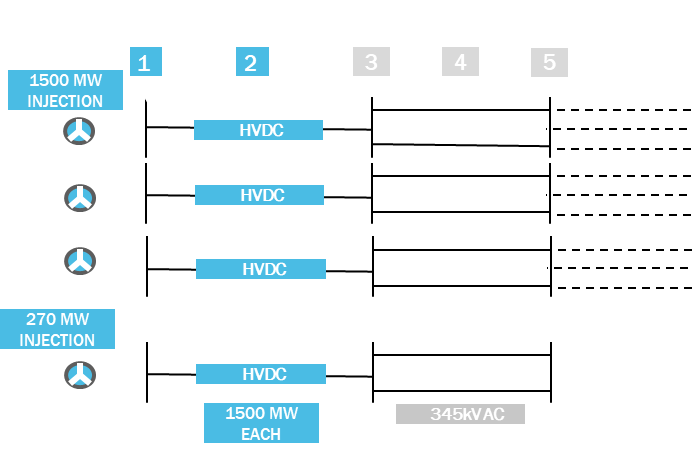 1
2
3
4
5
1500 MW
INJECTION
HVDC
HVDC
HVDC
270 MW
INJECTION
HVDC
1500 MW
EACH
345kVAC